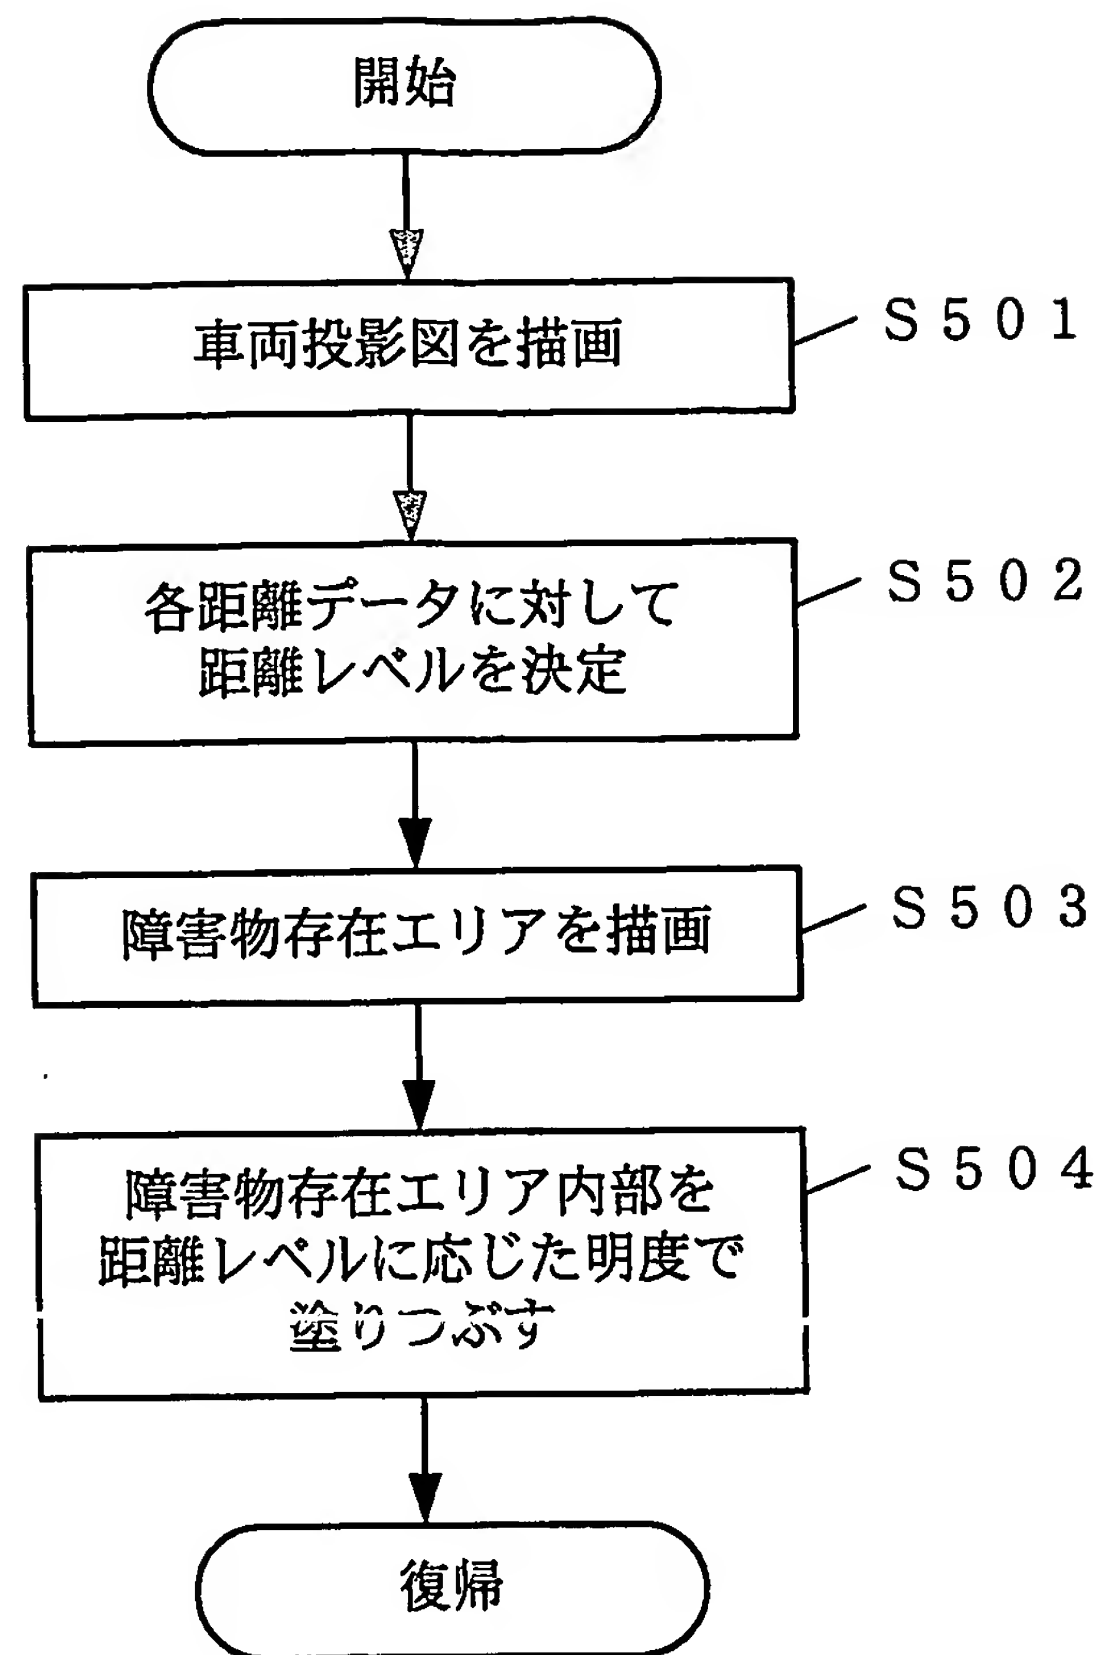 開始
車両投影図を描画
S501
各距離データに対して
距離レベルを決定
S502
障害物存在エリアを描画
S503
障害物存在エリア内部を
距離レベルに応じた明度で
塗りつぶす
S504
復帰